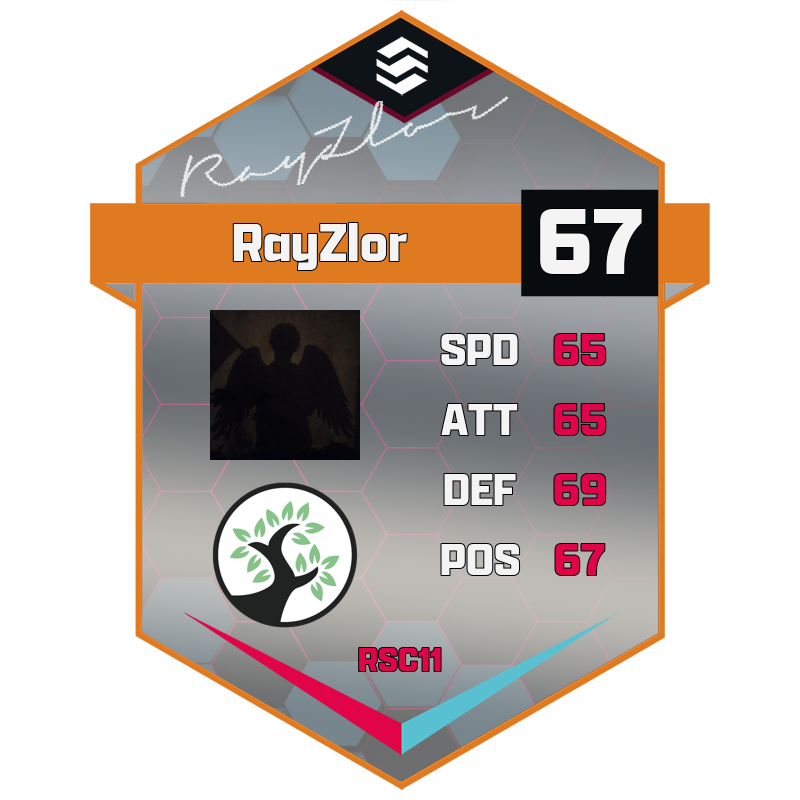 RayZlor
RayZlor 67
SPD 65
ATT 65
DEF 69
POS 67
RSC11